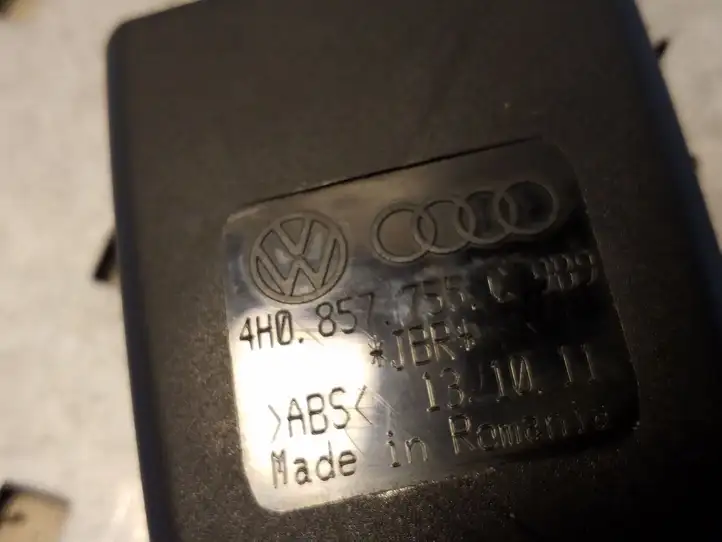 4H0.857.755.C 9B9
*JBR*
>ABS< 13.10.11
Made in Romania